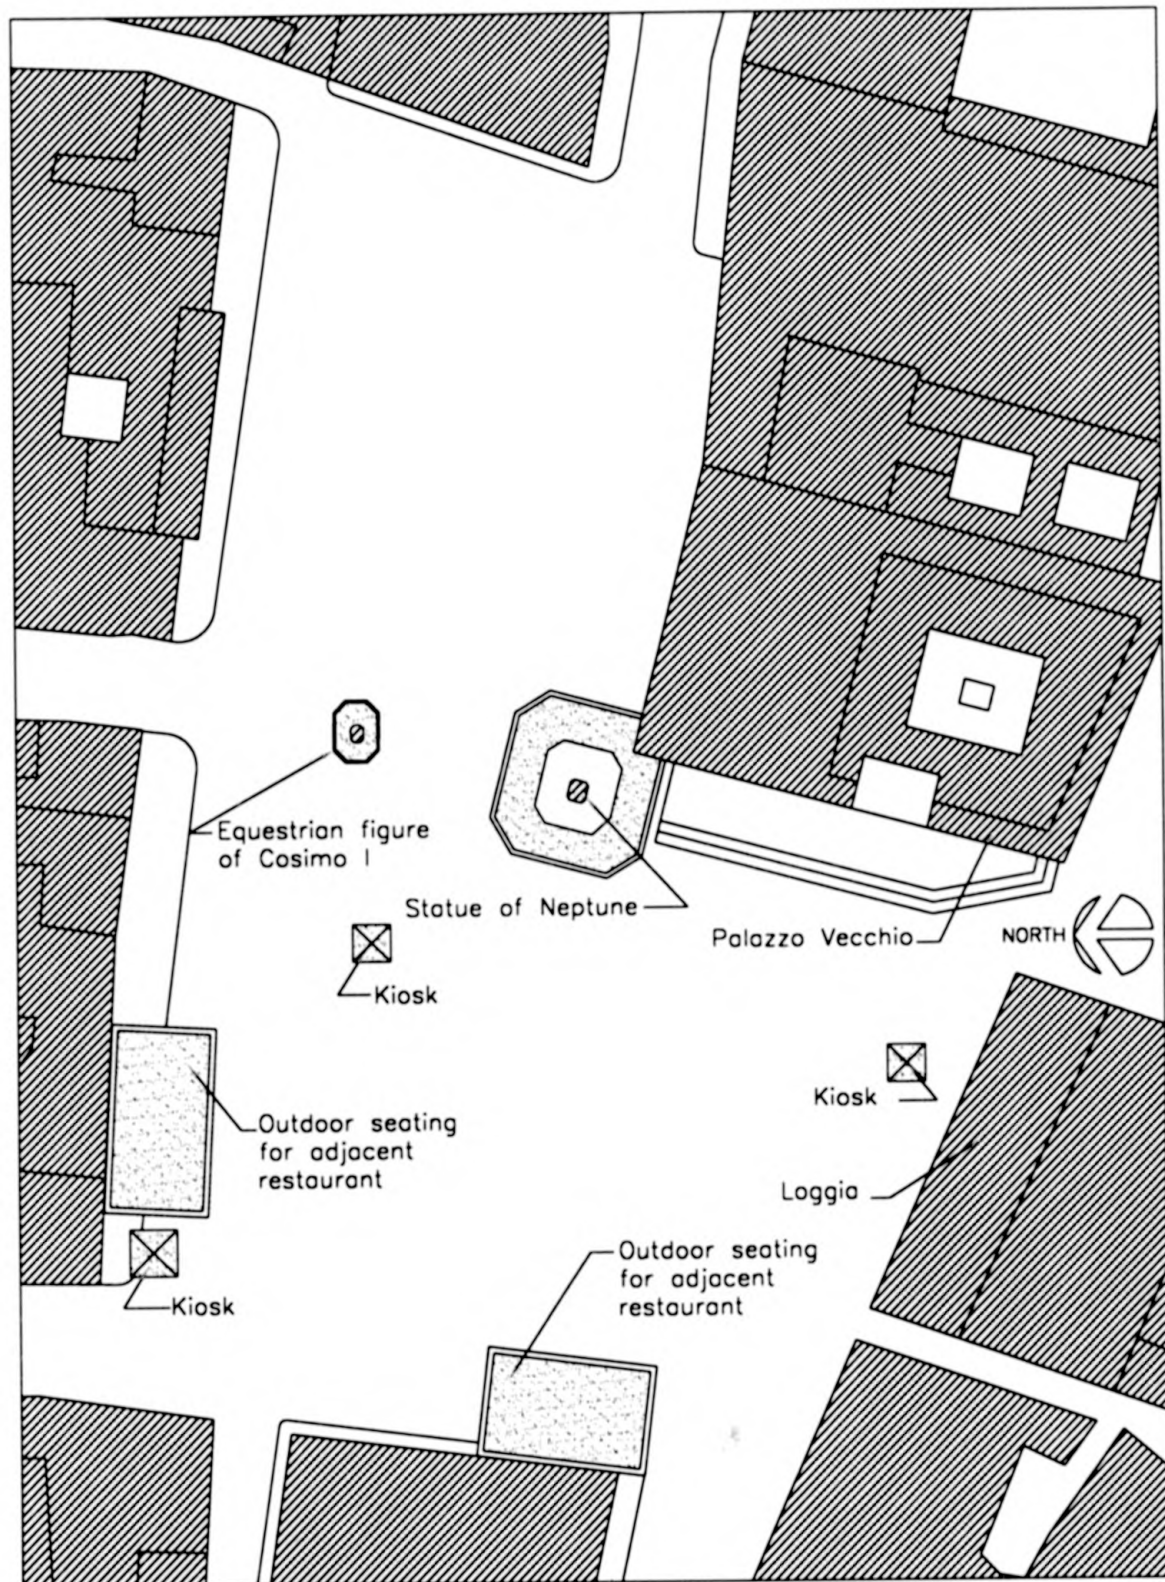 Equestrian figure
of Cosimo I
Statue of Neptune
Palazzo Vecchio
NORTH
Kiosk
Kiosk
Outdoor seating
for adjacent
restaurant
Loggia
Outdoor seating
for adjacent
restaurant
Kiosk